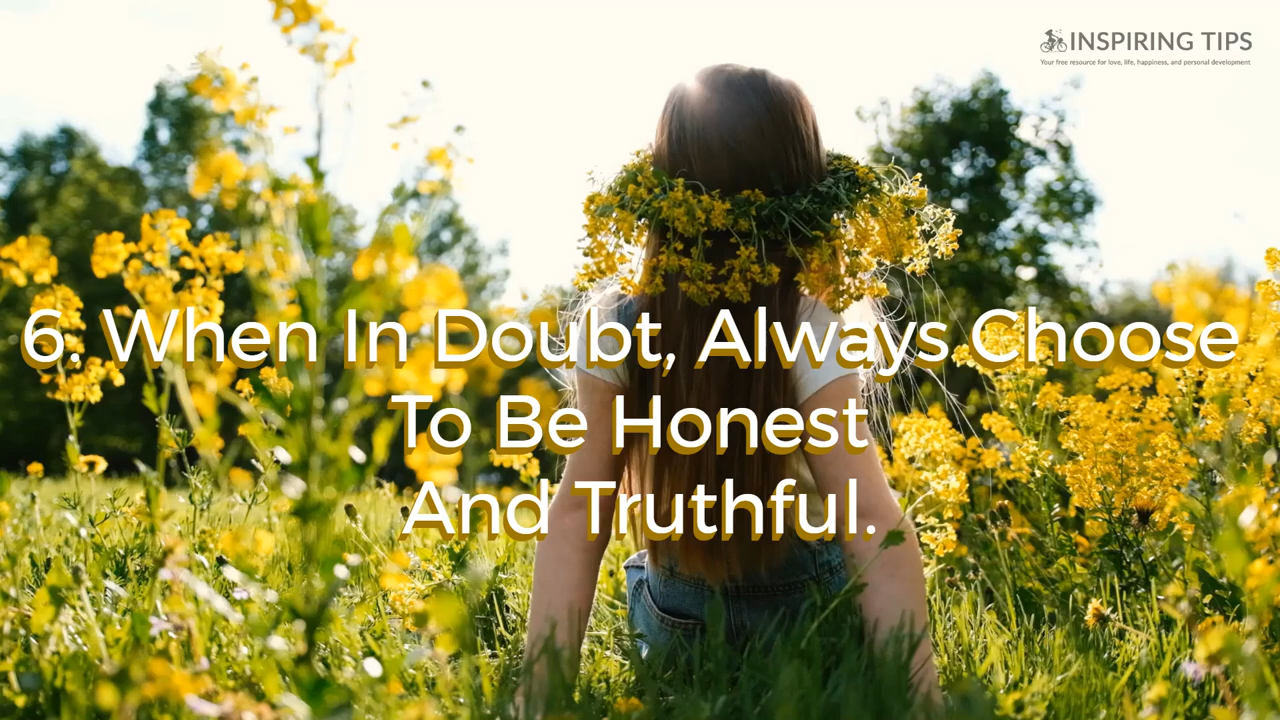 INSPIRING TIPS
Your free resource for love, life, happiness, and personal development
6. When In Doubt, Always Choose
To Be Honest
And Truthful.